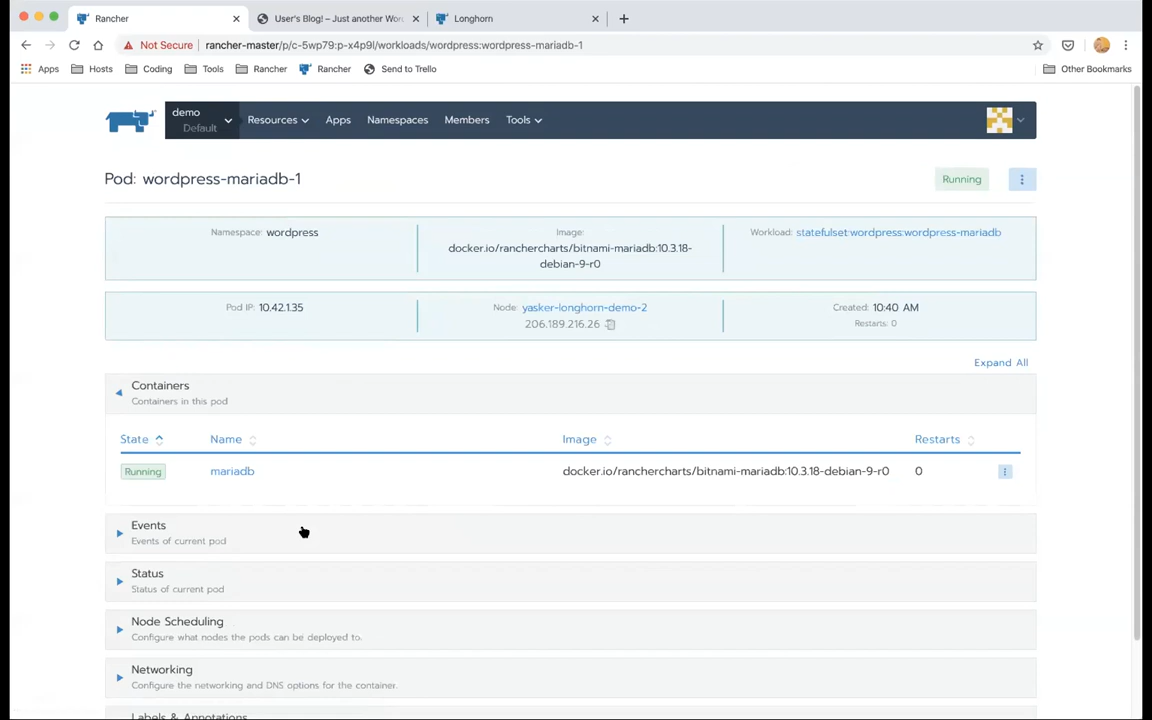 Rancher
User's Blog! – Just another Wor
Longhorn
Not Secure
rancher-master/p/c-5wp79:p-x4p9l/workloads/wordpress:wordpress-mariadb-1
Apps
Hosts
Coding
Tools
Rancher
Rancher
Send to Trello
Other Bookmarks
demo
Default
Resources
Apps
Namespaces
Members
Tools
Pod: wordpress-mariadb-1
Running
Namespace: wordpress
Image:
docker.io/ranchercharts/bitnami-mariadb:10.3.18-
debian-9-r0
Workload: statefulset:wordpress:wordpress-mariadb
Pod IP: 10.42.1.35
Node: yasker-longhorn-demo-2
206.189.216.26
Created: 10:40 AM
Restarts: 0
Expand All
Containers
Containers in this pod
State
Name
Image
Restarts
Running
mariadb
docker.io/ranchercharts/bitnami-mariadb:10.3.18-debian-9-r0
0
Events
Events of current pod
Status
Status of current pod
Node Scheduling
Configure what nodes the pods can be deployed to.
Networking
Configure the networking and DNS options for the container.
Labels & Annotations